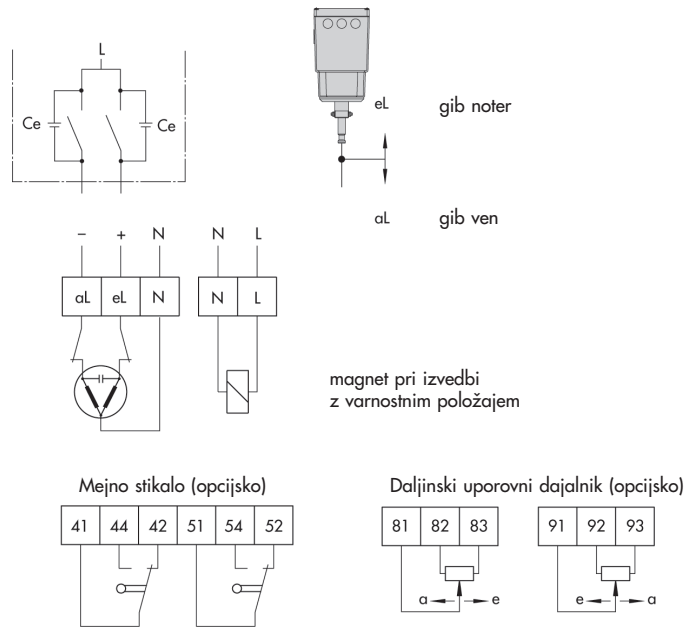 L
Ce
Ce
eL gib noter
aL gib ven
– + N N L
aL eL N N L
magnet pri izvedbi
z varnostnim položajem
Mejno stikalo (opcijsko)
41 44 42 51 54 52
Daljinski uporovni dajalnik (opcijsko)
81 82 83 91 92 93
a e e a